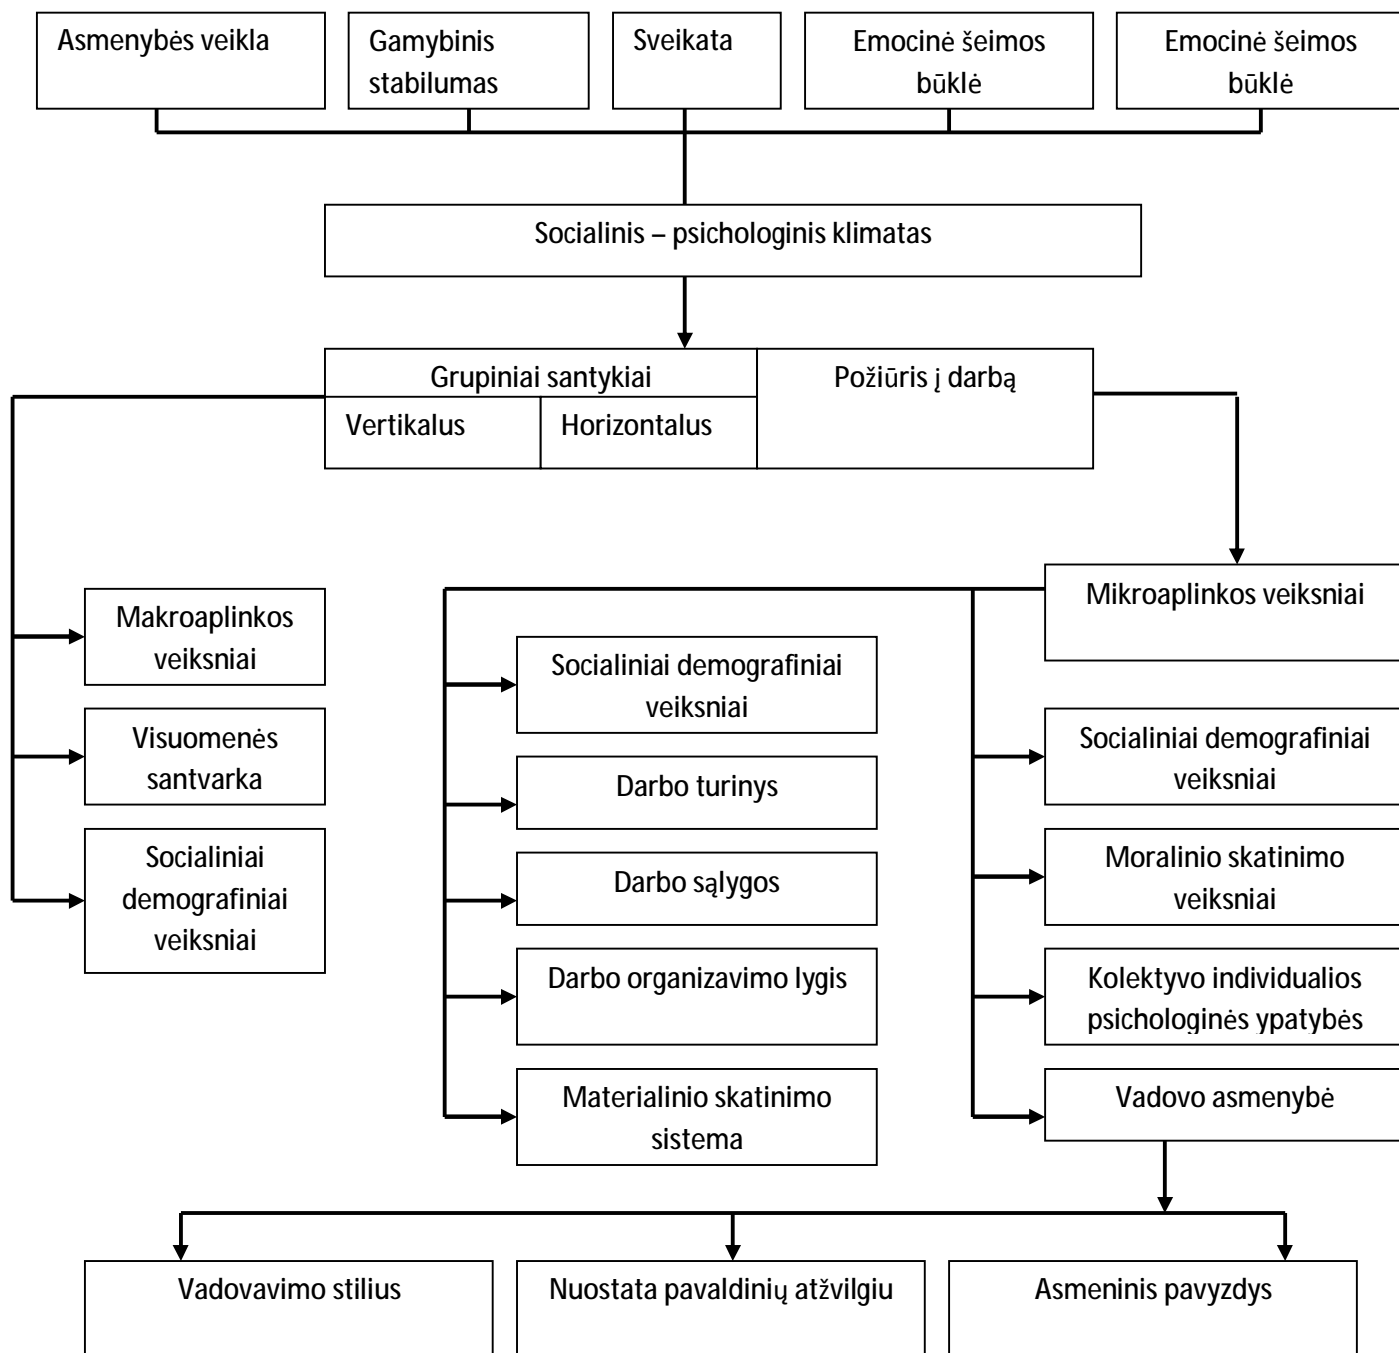 Asmenybės veikla
Gamybinis
stabilumas
Sveikata
Emocinė šeimos
būklė
Emocinė šeimos
būklė
Socialinis – psichologinis klimatas
Grupiniai santykiai
Vertikalus
Horizontalus
Požiūris į darbą
Makroaplinkos
veiksniai
Visuomenės
santvarka
Socialiniai
demografiniai
veiksniai
Socialiniai demografiniai
veiksniai
Darbo turinys
Darbo sąlygos
Darbo organizavimo lygis
Materialinio skatinimo
sistema
Mikroaplinkos veiksniai
Socialiniai demografiniai
veiksniai
Moralinio skatinimo
veiksniai
Kolektyvo individualios
psichologinės ypatybės
Vadovo asmenybė
Vadovavimo stilius
Nuostata pavaldinių atžvilgiu
Asmeninis pavyzdys